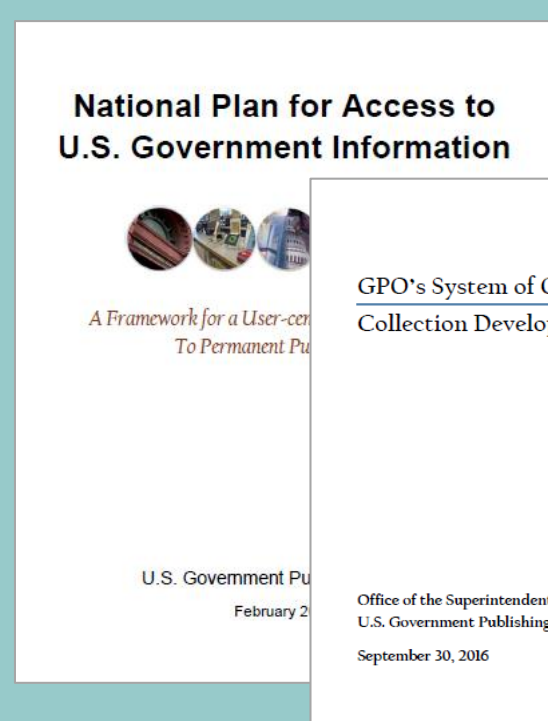 National Plan for Access to
U.S. Government Information
A Framework for a User-cen
To Permanent Pu
U.S. Government Pu
February 2
GPO's System of
Collection Develo
Office of the Superintendent
U.S. Government Publishing
September 30, 2016